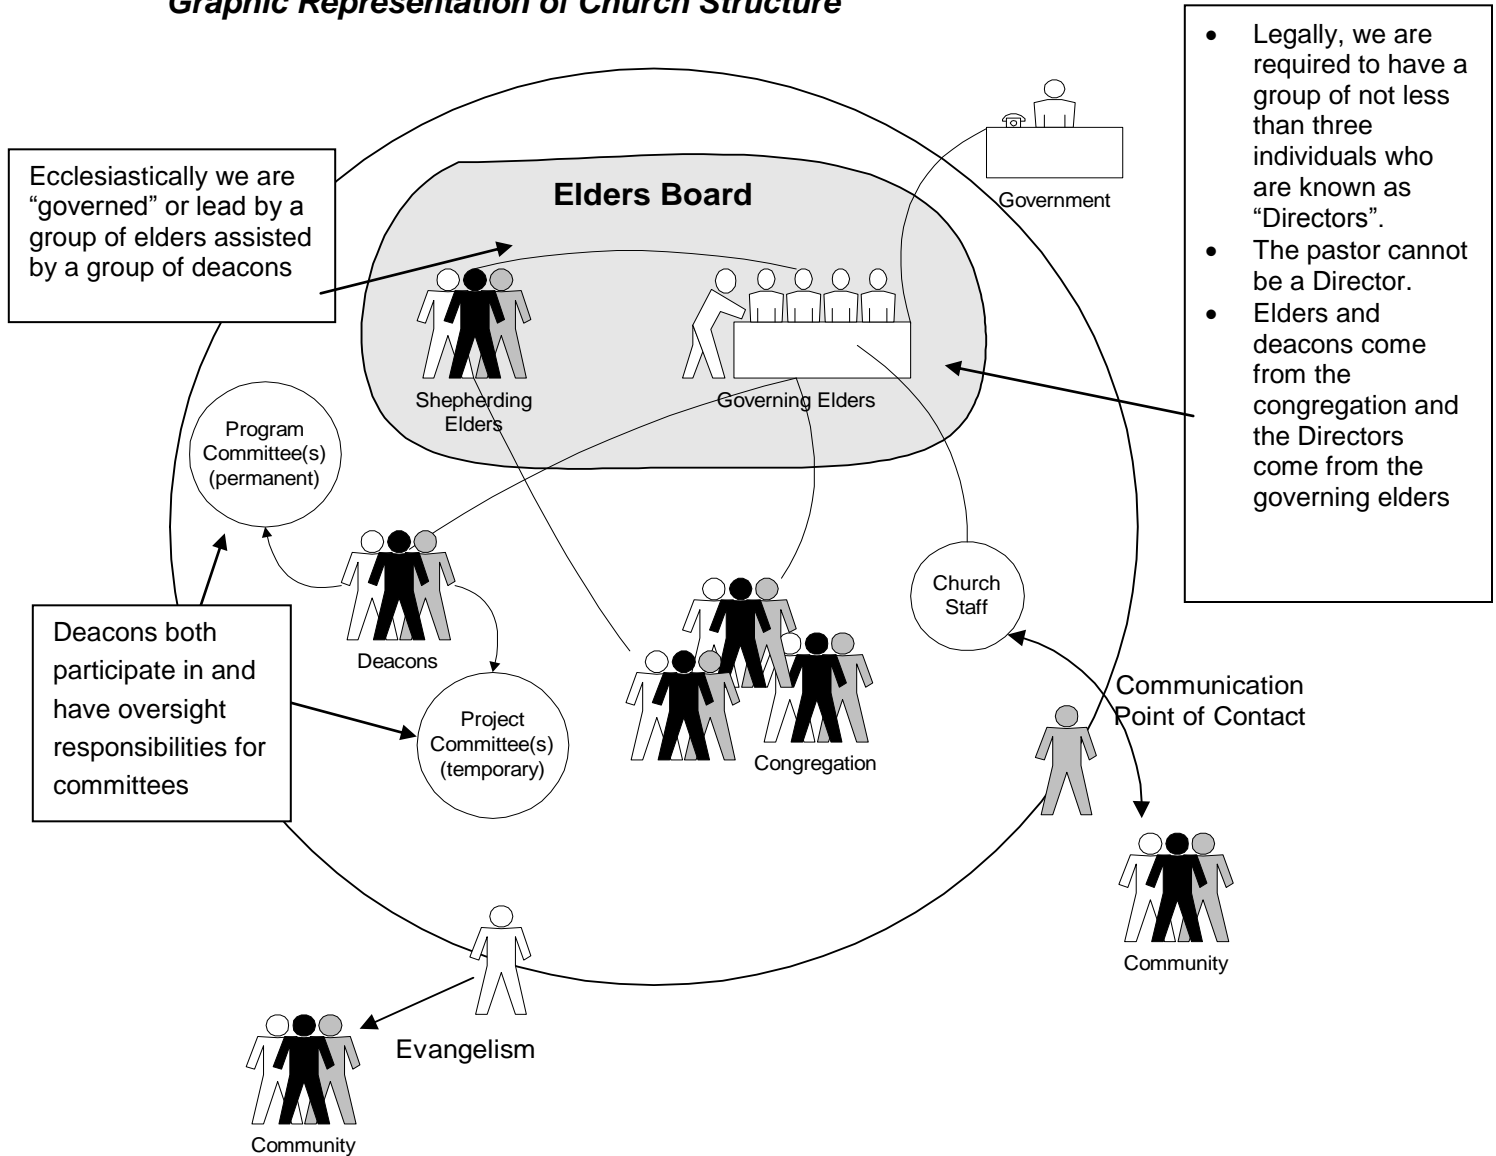 Graphic Representation of Church Structure
Ecclesiastically we are
“governed” or lead by a
group of elders assisted
by a group of deacons
Elders Board
Shepherding
Elders
Governing Elders
Government
• Legally, we are
required to have a
group of not less
than three
individuals who
are known as
“Directors”.
• The pastor cannot
be a Director.
• Elders and
deacons come
from the
congregation and
the Directors
come from the
governing elders
Program
Committee(s)
(permanent)
Deacons
Deacons both
participate in and
have oversight
responsibilities for
committees
Project
Committee(s)
(temporary)
Congregation
Church
Staff
Communication
Point of Contact
Community
Evangelism
Community